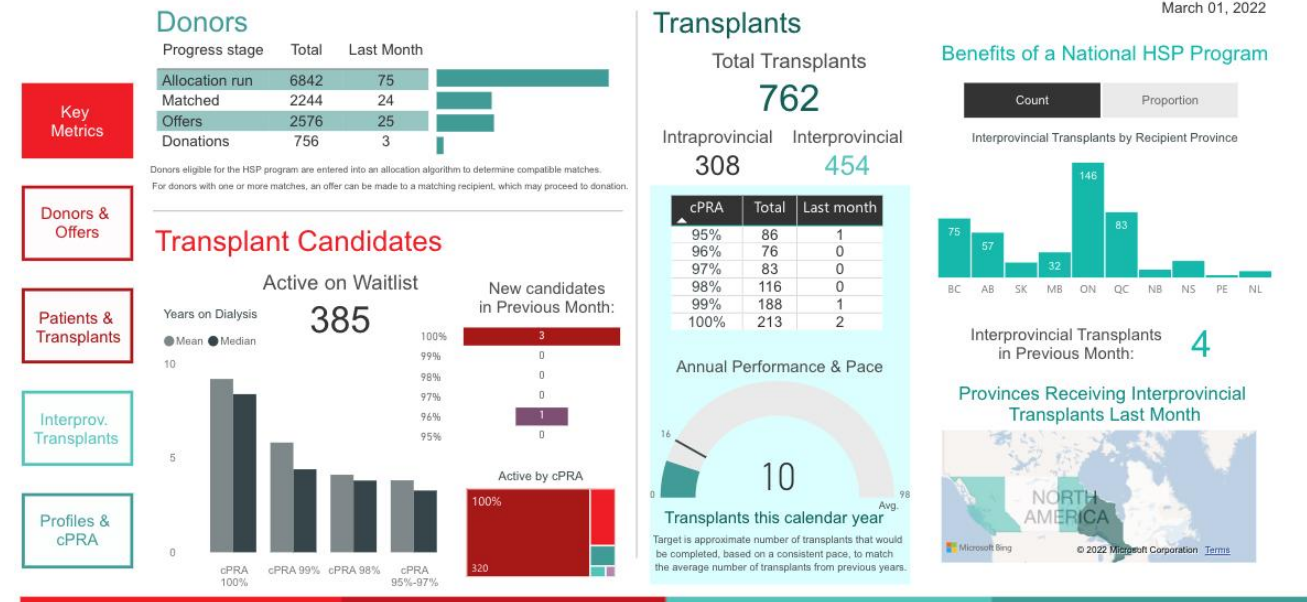 March 01, 2022
Key
Metrics
Donors &
Offers
Patients &
Transplants
Interprov.
Transplants
Profiles &
cPRA
Donors
Progress stage Total Last Month
Allocation run 6842 75
Matched 2244 24
Offers 2576 25
Donations 756 3
Donors eligible for the HSP program are entered into an allocation algorithm to determine compatible matches.
For donors with one or more matches, an offer can be made to a matching recipient, which may proceed to donation.
Transplant Candidates
Active on Waitlist
385
Years on Dialysis
Mean Median
10
5
0
cPRA
100%
cPRA 99%
cPRA 98%
cPRA
95%-97%
New candidates
in Previous Month:
100% 3
99% 0
98% 0
97% 0
96% 1
95% 0
Active by cPRA
100%
320
Transplants
Total Transplants
762
Intraprovincial Interprovincial
308 454
cPRA Total Last month
95% 86 1
96% 76 0
97% 83 0
98% 116 0
99% 188 1
100% 213 2
Annual Performance & Pace
16
10
0
98
Avg.
Transplants this calendar year
Target is approximate number of transplants that would
be completed, based on a consistent pace, to match
the average number of transplants from previous years.
Benefits of a National HSP Program
Count Proportion
Interprovincial Transplants by Recipient Province
75 57 32 146 83
BC AB SK MB ON QC NB NS PE NL
Interprovincial Transplants
in Previous Month:
4
Provinces Receiving Interprovincial
Transplants Last Month
NORTH
AMERICA
Microsoft Bing
© 2022 Microsoft Corporation Terms